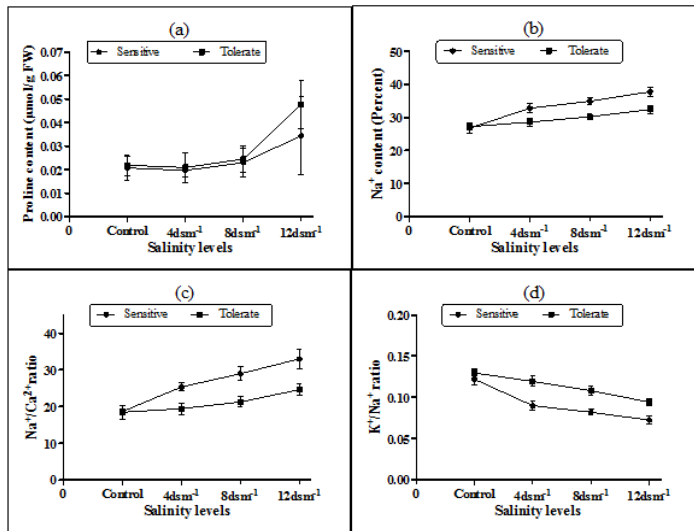 (a)
Sensitive Tolerate
Proline content (μmol/g FW)
0.07
0.06
0.05
0.04
0.03
0.02
0.01
0.00
0 Control 4dsm⁻¹ 8dsm⁻¹ 12dsm⁻¹
Salinity levels
(b)
Sensitive Tolerate
Na⁺ content (Percent)
50
40
30
20
10
0
0 Control 4dsm⁻¹ 8dsm⁻¹ 12dsm⁻¹
Salinity levels
(c)
Sensitive Tolerate
Na⁺/Ca²⁺ratio
40
30
20
10
0
0 Control 4dsm⁻¹ 8dsm⁻¹ 12dsm⁻¹
Salinity levels
(d)
Sensitive Tolerate
K⁺/Na⁺ ratio
0.20
0.15
0.10
0.05
0.00
0 Control 4dsm⁻¹ 8dsm⁻¹ 12dsm⁻¹
Salinity levels